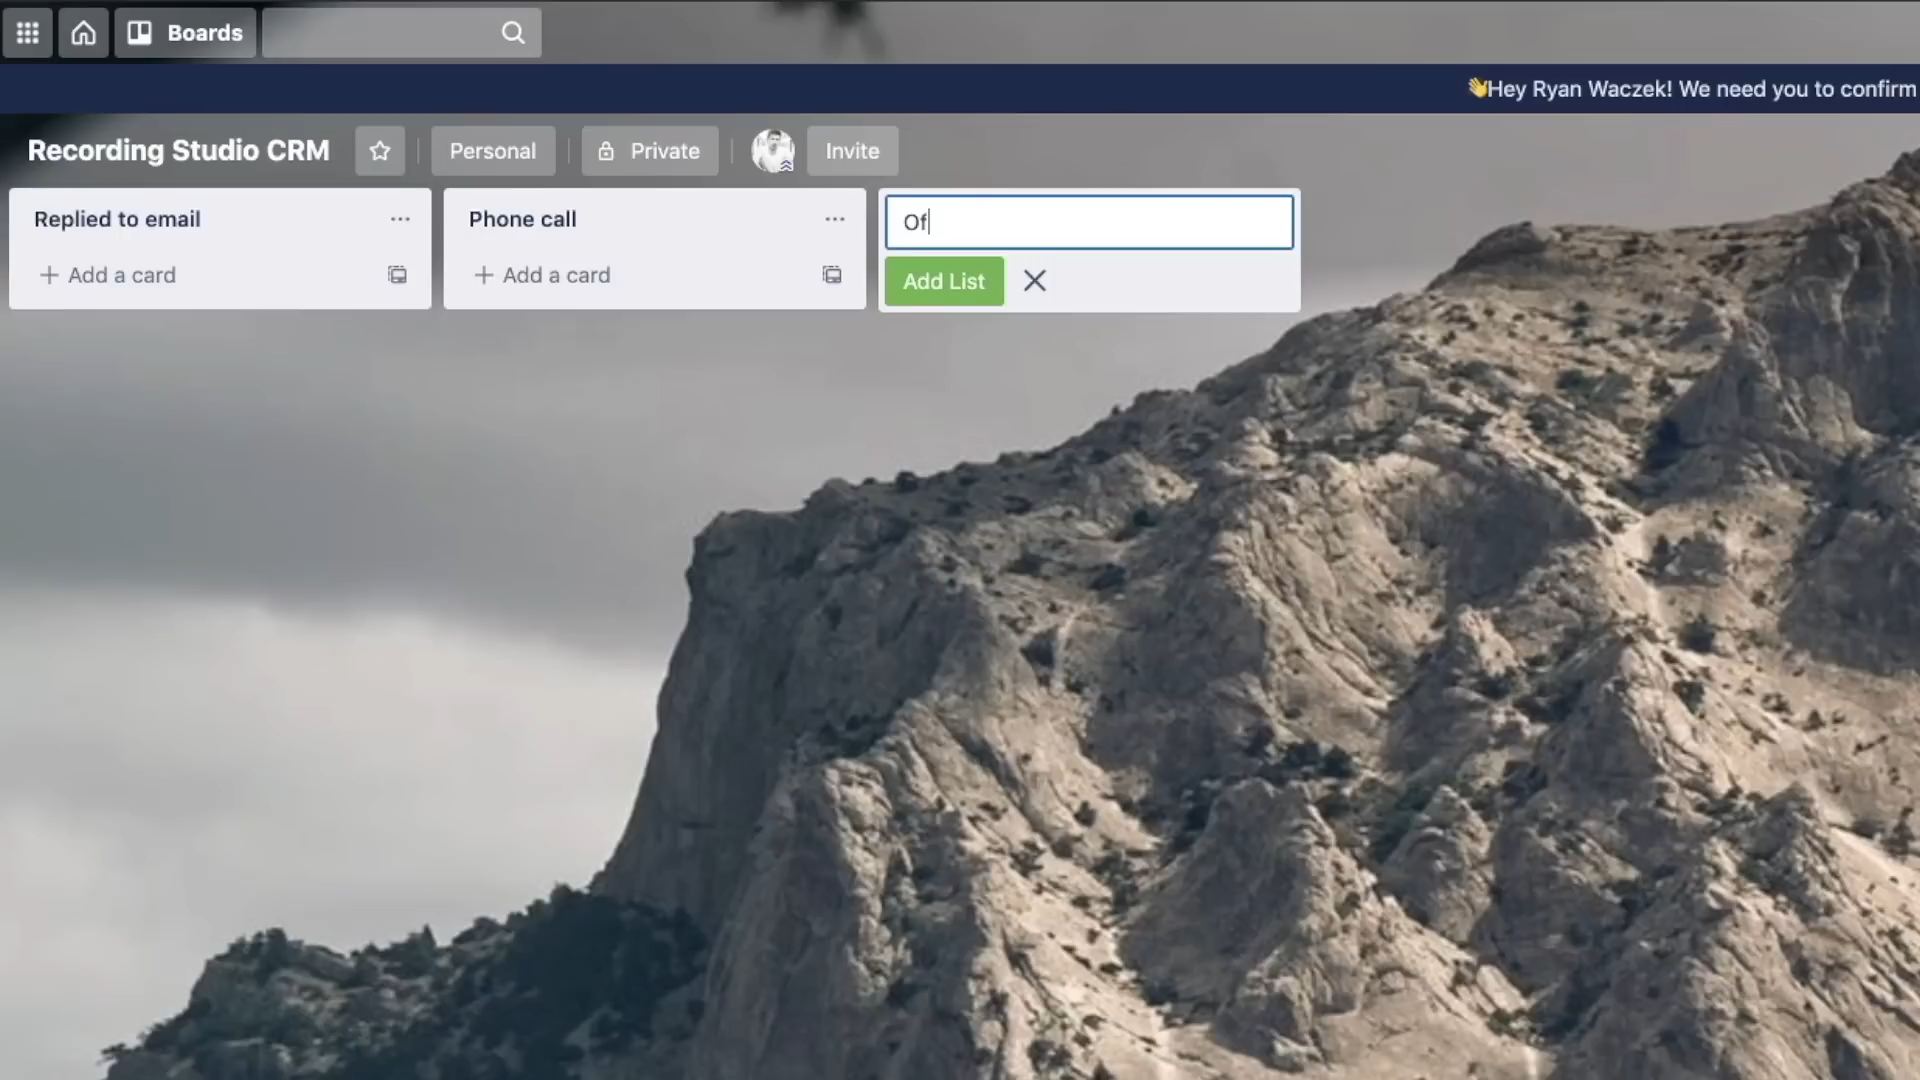 Boards
👋Hey Ryan Waczek! We need you to confirm
Recording Studio CRM
Personal
Private
Invite
Replied to email
Phone call
Of
+ Add a card
+ Add a card
Add List